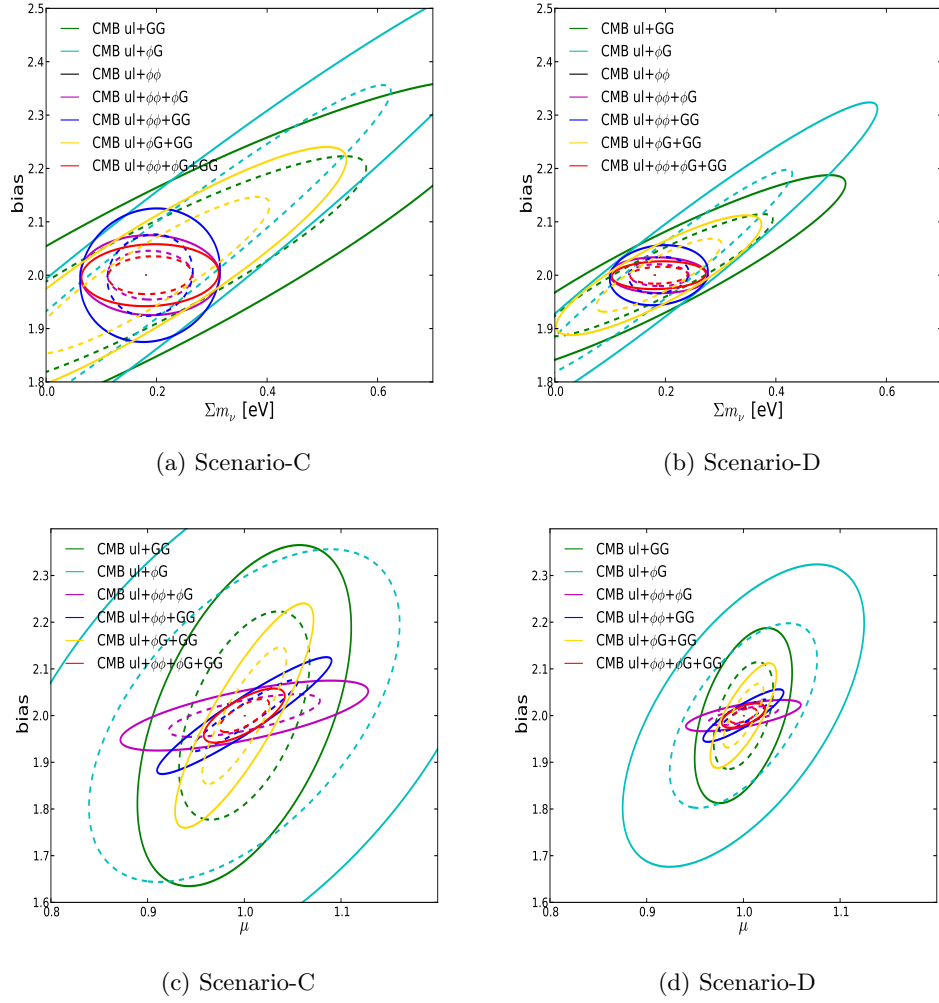 2.5
2.4
2.3
2.2
2.1
2.0
1.9
1.8
bias
CMB ul+GG
CMB ul+ϕG
CMB ul+ϕϕ
CMB ul+ϕϕ+ϕG
CMB ul+ϕϕ+GG
CMB ul+ϕG+GG
CMB ul+ϕϕ+ϕG+GG
0.0 0.2 0.4 0.6
Σmν [eV]
(a) Scenario-C
2.5
2.4
2.3
2.2
2.1
2.0
1.9
1.8
bias
CMB ul+GG
CMB ul+ϕG
CMB ul+ϕϕ
CMB ul+ϕϕ+ϕG
CMB ul+ϕϕ+GG
CMB ul+ϕG+GG
CMB ul+ϕϕ+ϕG+GG
0.0 0.2 0.4 0.6
Σmν [eV]
(b) Scenario-D
2.3
2.2
2.1
2.0
1.9
1.8
1.7
1.6
bias
CMB ul+GG
CMB ul+ϕG
CMB ul+ϕϕ+ϕG
CMB ul+ϕϕ+GG
CMB ul+ϕG+GG
CMB ul+ϕϕ+ϕG+GG
0.8 0.9 1.0 1.1
μ
(c) Scenario-C
2.3
2.2
2.1
2.0
1.9
1.8
1.7
1.6
bias
CMB ul+GG
CMB ul+ϕG
CMB ul+ϕϕ+ϕG
CMB ul+ϕϕ+GG
CMB ul+ϕG+GG
CMB ul+ϕϕ+ϕG+GG
0.8 0.9 1.0 1.1
μ
(d) Scenario-D